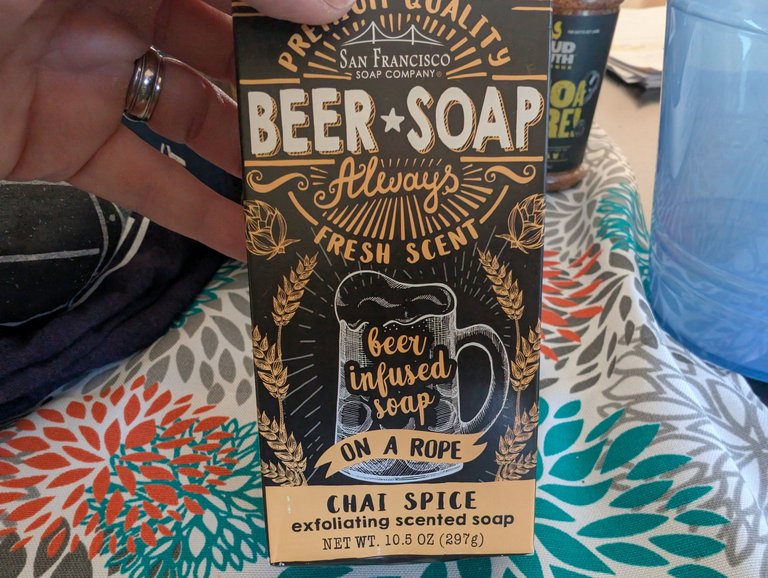 PREMIUM QUALITY
SAN FRANCISCO
SOAP COMPANY®
BEER ★ SOAP
Always
FRESH SCENT
beer
infused
soap
ON A ROPE
CHAI SPICE
exfoliating scented soap
NET WT. 10.5 OZ (297g)